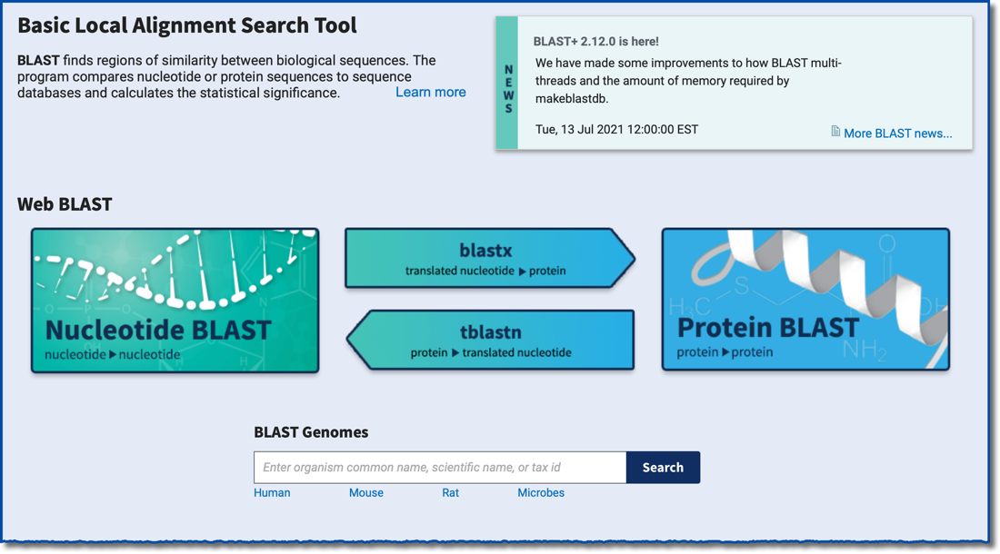 Basic Local Alignment Search Tool
BLAST finds regions of similarity between biological sequences. The
program compares nucleotide or protein sequences to sequence
databases and calculates the statistical significance. Learn more
NEWS
BLAST+ 2.12.0 is here!
We have made some improvements to how BLAST multi-
threads and the amount of memory required by
makeblastdb.
Tue, 13 Jul 2021 12:00:00 EST
More BLAST news...
Web BLAST
Nucleotide BLAST
nucleotide ▶ nucleotide
blastx
translated nucleotide ▶ protein
tblastn
protein ▶ translated nucleotide
H₃C
S
O
OH
NH₂
Protein BLAST
protein ▶ protein
BLAST Genomes
Enter organism common name, scientific name, or tax id
Search
Human Mouse Rat Microbes